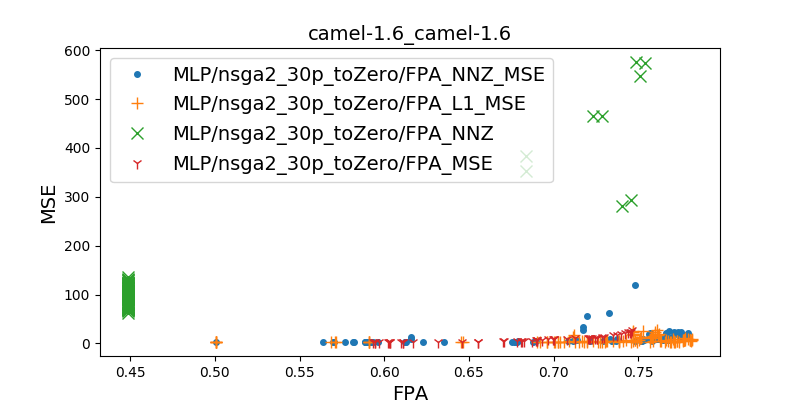 camel-1.6_camel-1.6
600
500
400
300
200
100
0
MSE
MLP/nsga2_30p_toZero/FPA_NNZ_MSE
MLP/nsga2_30p_toZero/FPA_L1_MSE
MLP/nsga2_30p_toZero/FPA_NNZ
MLP/nsga2_30p_toZero/FPA_MSE
0.45 0.50 0.55 0.60 0.65 0.70 0.75
FPA